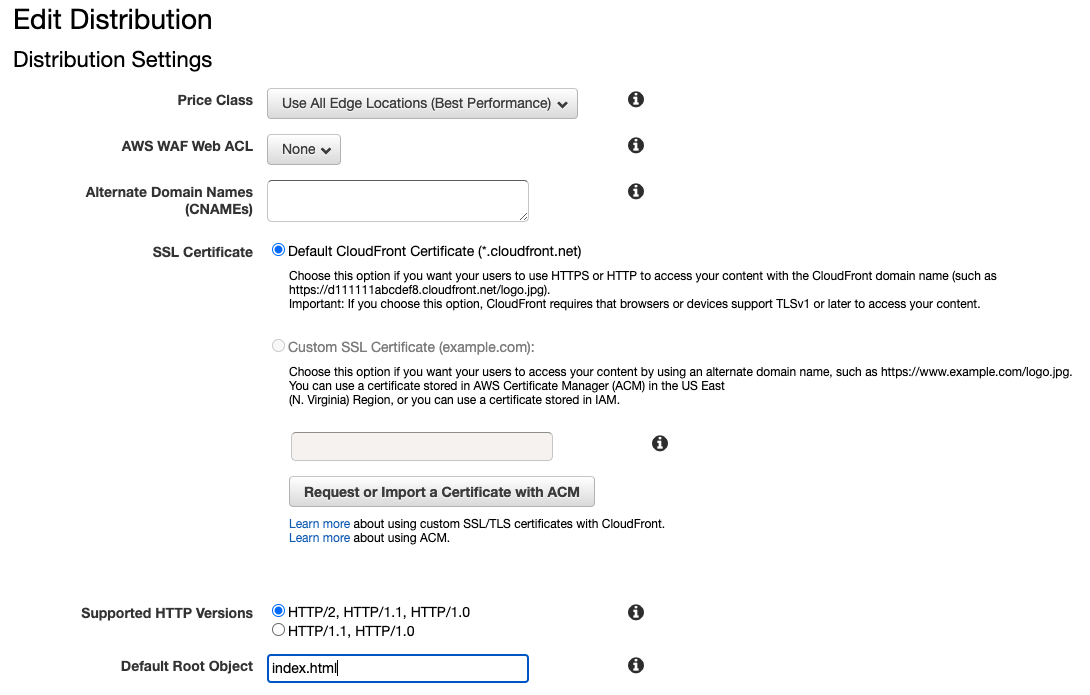 Edit Distribution
Distribution Settings
Price Class
Use All Edge Locations (Best Performance)
AWS WAF Web ACL
None
Alternate Domain Names
(CNAMEs)
SSL Certificate
Default CloudFront Certificate (*.cloudfront.net)
Choose this option if you want your users to use HTTPS or HTTP to access your content with the CloudFront domain name (such as
https://d111111abcdef8.cloudfront.net/logo.jpg).
Important: If you choose this option, CloudFront requires that browsers or devices support TLSv1 or later to access your content.
Custom SSL Certificate (example.com):
Choose this option if you want your users to access your content by using an alternate domain name, such as https://www.example.com/logo.jpg.
You can use a certificate stored in AWS Certificate Manager (ACM) in the US East
(N. Virginia) Region, or you can use a certificate stored in IAM.
Request or Import a Certificate with ACM
Learn more about using custom SSL/TLS certificates with CloudFront.
Learn more about using ACM.
Supported HTTP Versions
HTTP/2, HTTP/1.1, HTTP/1.0
HTTP/1.1, HTTP/1.0
Default Root Object
index.html